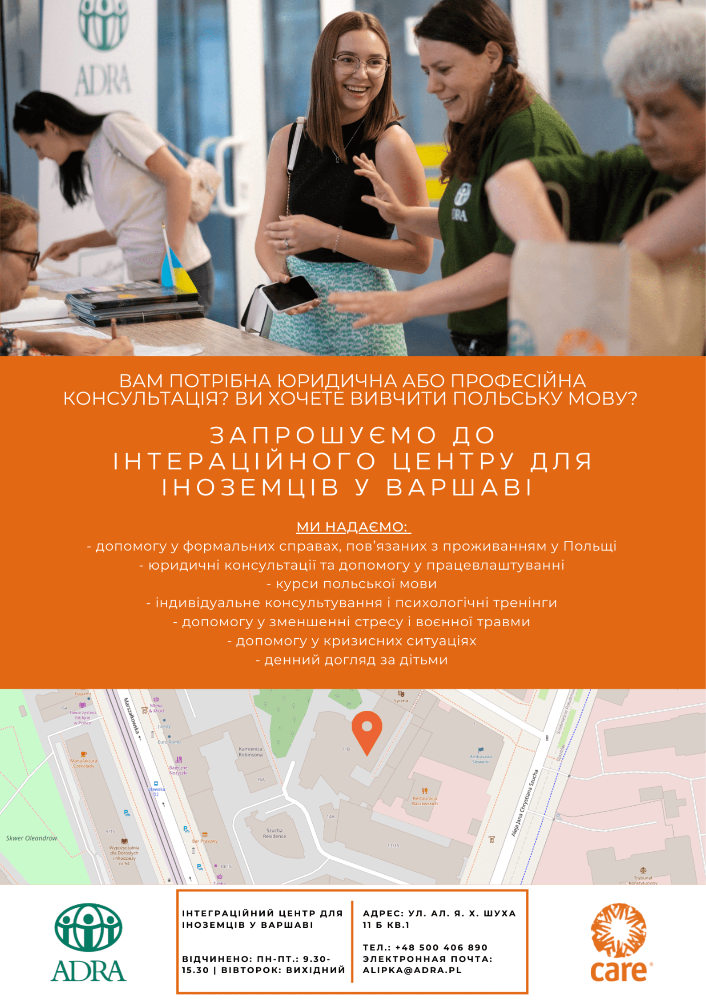 ADRA
DRA
ВАМ ПОТРІБНА ЮРИДИЧНА АБО ПРОФЕСІЙНА
КОНСУЛЬТАЦІЯ? ВИ ХОЧЕТЕ ВИВЧИТИ ПОЛЬСЬКУ МОВУ?
ЗАПРОШУЄМО ДО
ІНТЕРАЦІЙНОГО ЦЕНТРУ ДЛЯ
ІНОЗЕМЦІВ У ВАРШАВІ
МИ НАДАЄМО:
- допомогу у формальних справах, пов’язаних з проживанням у Польщі
- юридичні консультації та допомогу у працевлаштуванні
- курси польської мови
- індивідуальне консультування і психологічні тренінги
- допомогу у зменшенні стресу і воєнної травми
- допомогу у кризисних ситуаціях
- денний догляд за дітьми
Uapami
15A
Towarzystwo
Biblijne
w Polsce
Marszałkowska
Mleko
& Miód
Justay
Euro Romb
Manufaktura
Czekolady
Bajeczne
Nożyczki
Litewska
02
Kamienica
Robinsona
16A
11B
Syrena
1
Ambasada
Słowenii
Śródmieście Południowe
Ujazdów
Restauracja
Baczewskich
Aleja Jana Chrystiana Szucha
14A
Szucha
Residence
13/15
9/15
Skwer Oleandrów
Wypożyczalnia
dla Dorosłych
i Młodzieży
nr 54
Bar Prasowy
10/16
Żabka
Trybunał
Konstytucyjny
ADRA
ІНТЕГРАЦІЙНИЙ ЦЕНТР ДЛЯ
ІНОЗЕМЦІВ У ВАРШАВІ
ВІДЧИНЕНО: ПН-ПТ.: 9.30-
15.30 | ВІВТОРОК: ВИХІДНИЙ
АДРЕС: УЛ. АЛ. Я. Х. ШУХА
11 Б КВ.1
ТЕЛ.: +48 500 406 890
ЭЛЕКТРОННАЯ ПОЧТА:
ALIPKA@ADRA.PL
care®